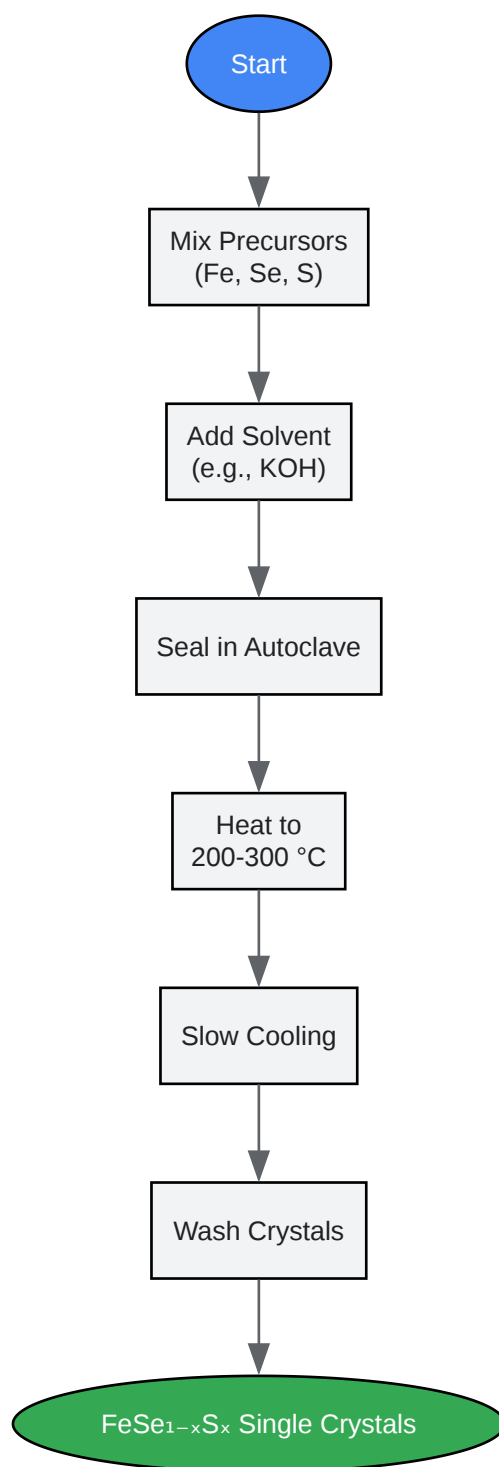 Start
Mix Precursors
(Fe, Se, S)
Add Solvent
(e.g., KOH)
Seal in Autoclave
Heat to
200-300 °C
Slow Cooling
Wash Crystals
FeSe₁₋ₓSₓ Single Crystals